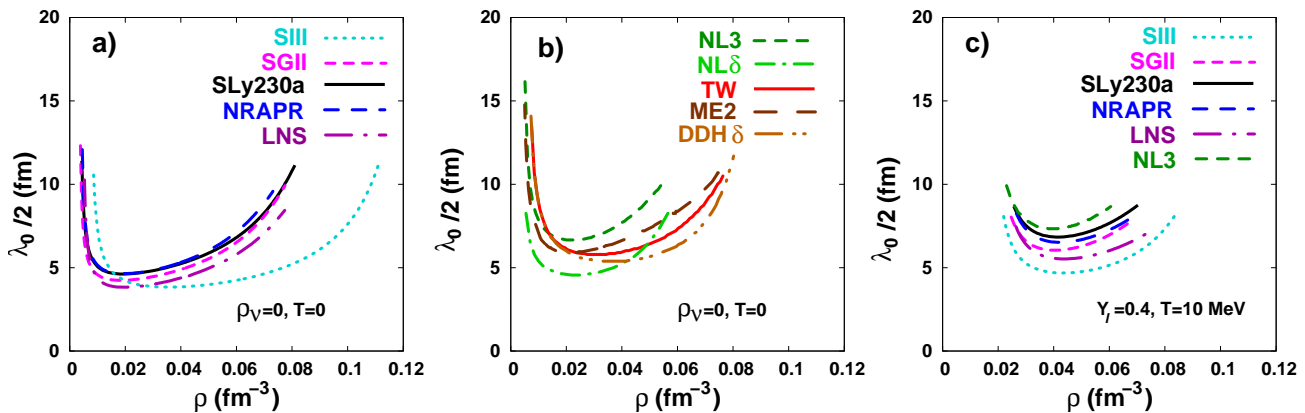 a)
20
15
10
5
0
λ₀ /2 (fm)
SIII
SGII
SLy230a
NRAPR
LNS
ρν=0, T=0
0 0.02 0.04 0.06 0.08 0.1 0.12
ρ (fm⁻³)
b)
20
15
10
5
0
λ₀ /2 (fm)
NL3
NLδ
TW
ME2
DDH δ
ρν=0, T=0
0 0.02 0.04 0.06 0.08 0.1 0.12
ρ (fm⁻³)
c)
20
15
10
5
0
λ₀ /2 (fm)
SIII
SGII
SLy230a
NRAPR
LNS
NL3
Yₗ =0.4, T=10 MeV
0 0.02 0.04 0.06 0.08 0.1 0.12
ρ (fm⁻³)